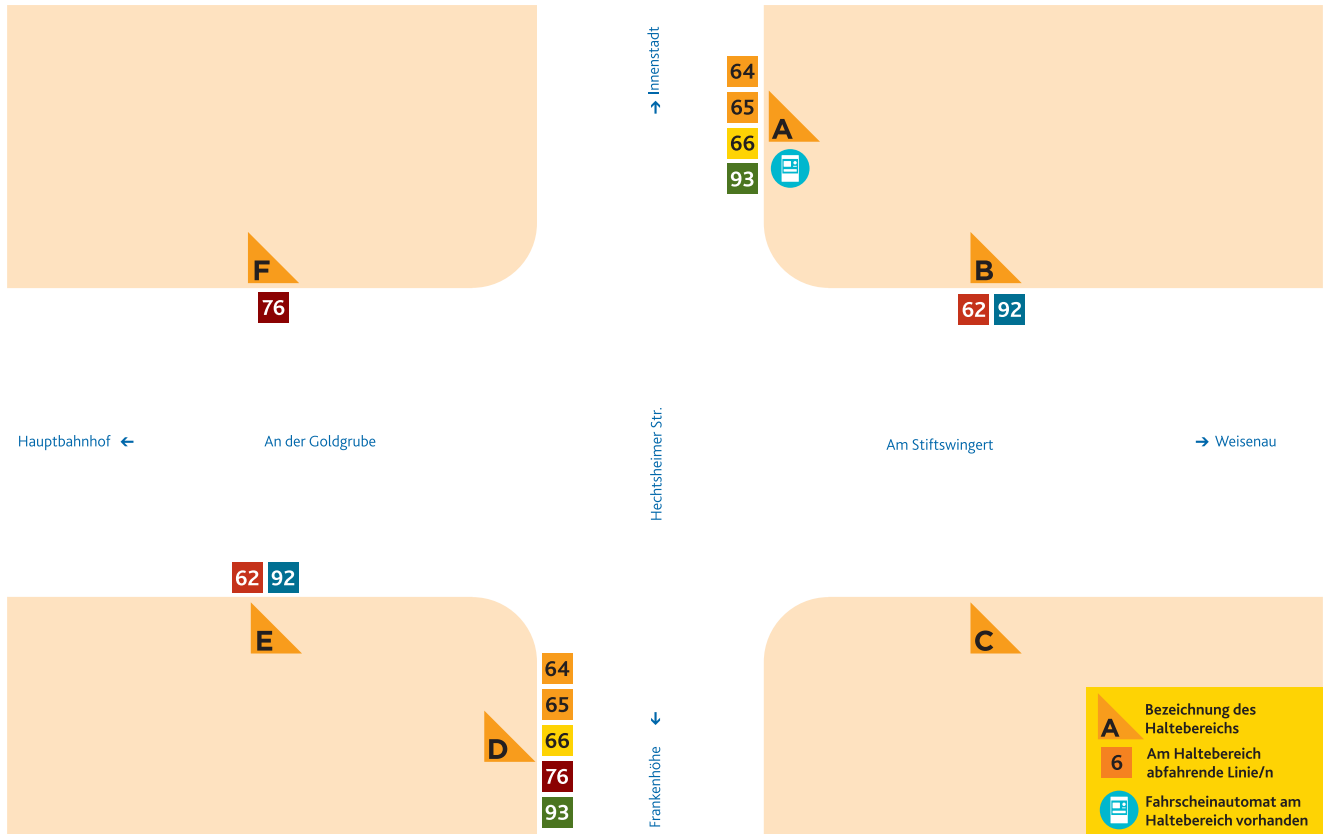 → Innenstadt
64
65
66
93
A
F
76
B
62 92
Hauptbahnhof ←
An der Goldgrube
Hechtsheimer Str.
Am Stiftswingert
→ Weisenau
62 92
E
C
64
65
66
76
93
D
Frankenhöhe ←
A Bezeichnung des
Haltebereichs
6 Am Haltebereich
abfahrende Linie/n
Fahrscheinautomat am
Haltebereich vorhanden